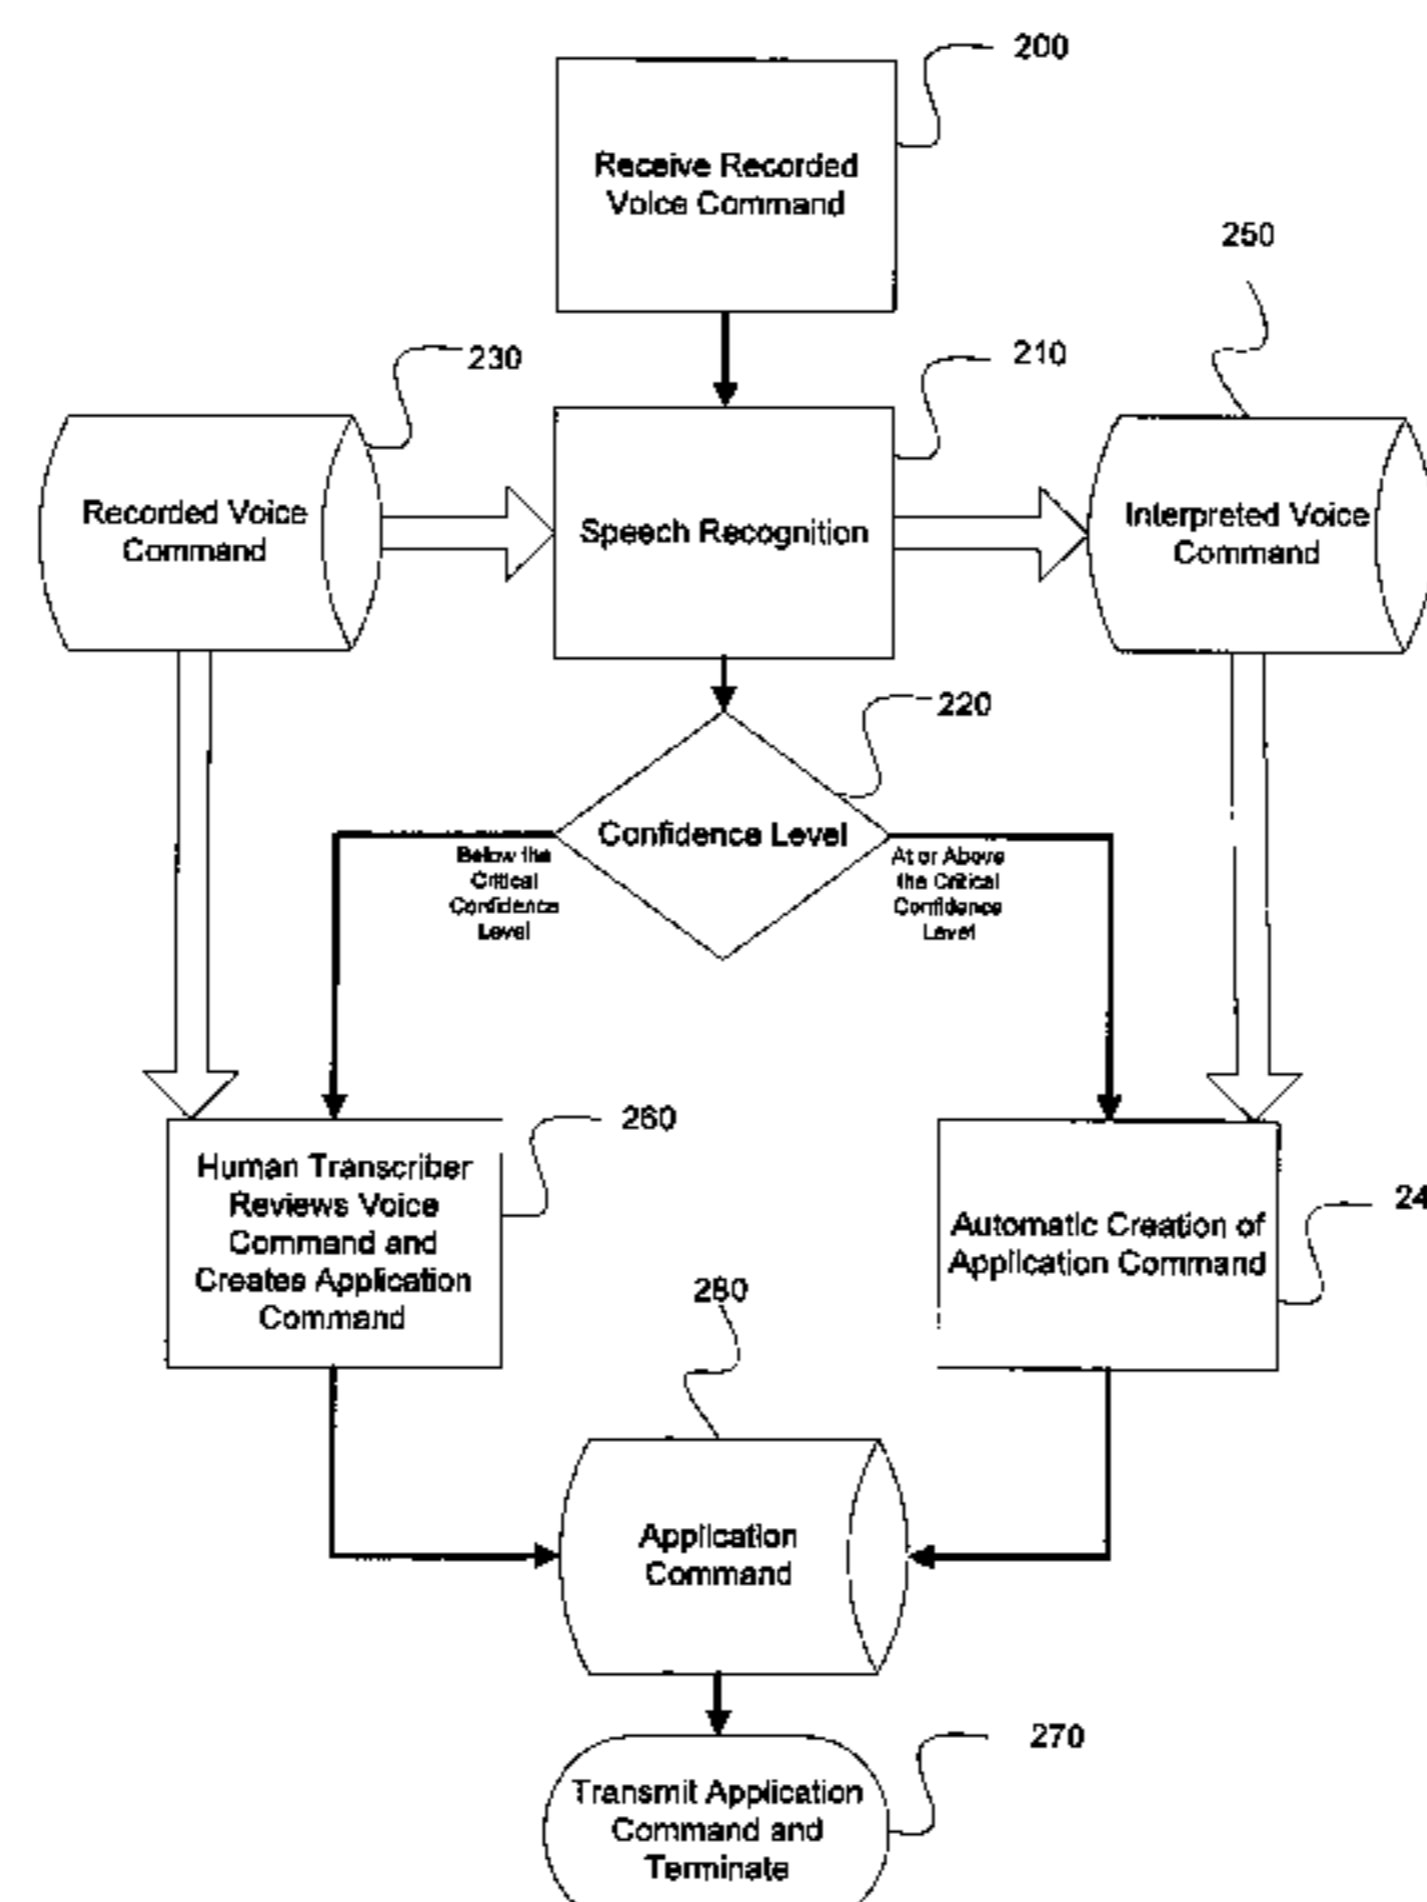 200
Receive Recorded
Voice Command
250
230
210
Recorded Voice
Command
Speech Recognition
Interpreted Voice
Command
220
Confidence Level
Below the
Critical
Confidence
Level
At or Above
the Critical
Confidence
Level
260
Human Transcriber
Reviews Voice
Command and
Creates Application
Command
24
Automatic Creation of
Application Command
280
Application
Command
270
Transmit Application
Command and
Terminate